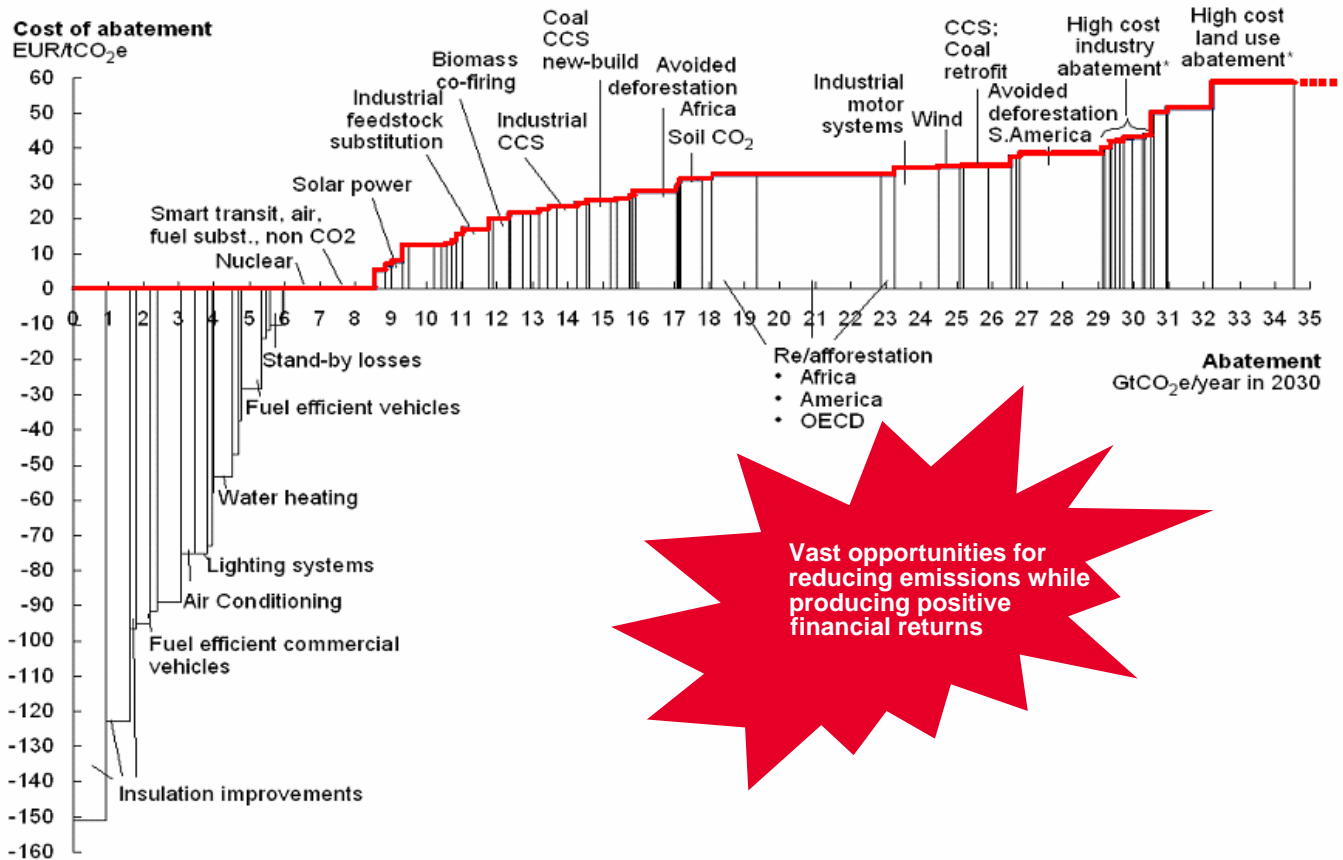 Cost of abatement
EUR/tCO2e
60
50
40
30
20
10
0
-10
-20
-30
-40
-50
-60
-70
-80
-90
-100
-110
-120
-130
-140
-150
-160
0 1 2 3 4 5 6 7 8 9 10 11 12 13 14 15 16 17 18 19 20 21 22 23 24 25 26 27 28 29 30 31 32 33 34 35
Abatement
GtCO2e/year in 2030
Insulation improvements
Fuel efficient commercial
vehicles
Air Conditioning
Lighting systems
Water heating
Fuel efficient vehicles
Stand-by losses
Nuclear
Smart transit, air,
fuel subst., non CO2
Solar power
Industrial
feedstock
substitution
Biomass
co-firing
Industrial
CCS
Coal
CCS
new-build
Avoided
deforestation
Africa
Soil CO2
Re/afforestation
• Africa
• America
• OECD
Industrial
motor
systems
Wind
CCS;
Coal
retrofit
Avoided
deforestation
S.America
High cost
industry
abatement*
High cost
land use
abatement*
Vast opportunities for
reducing emissions while
producing positive
financial returns